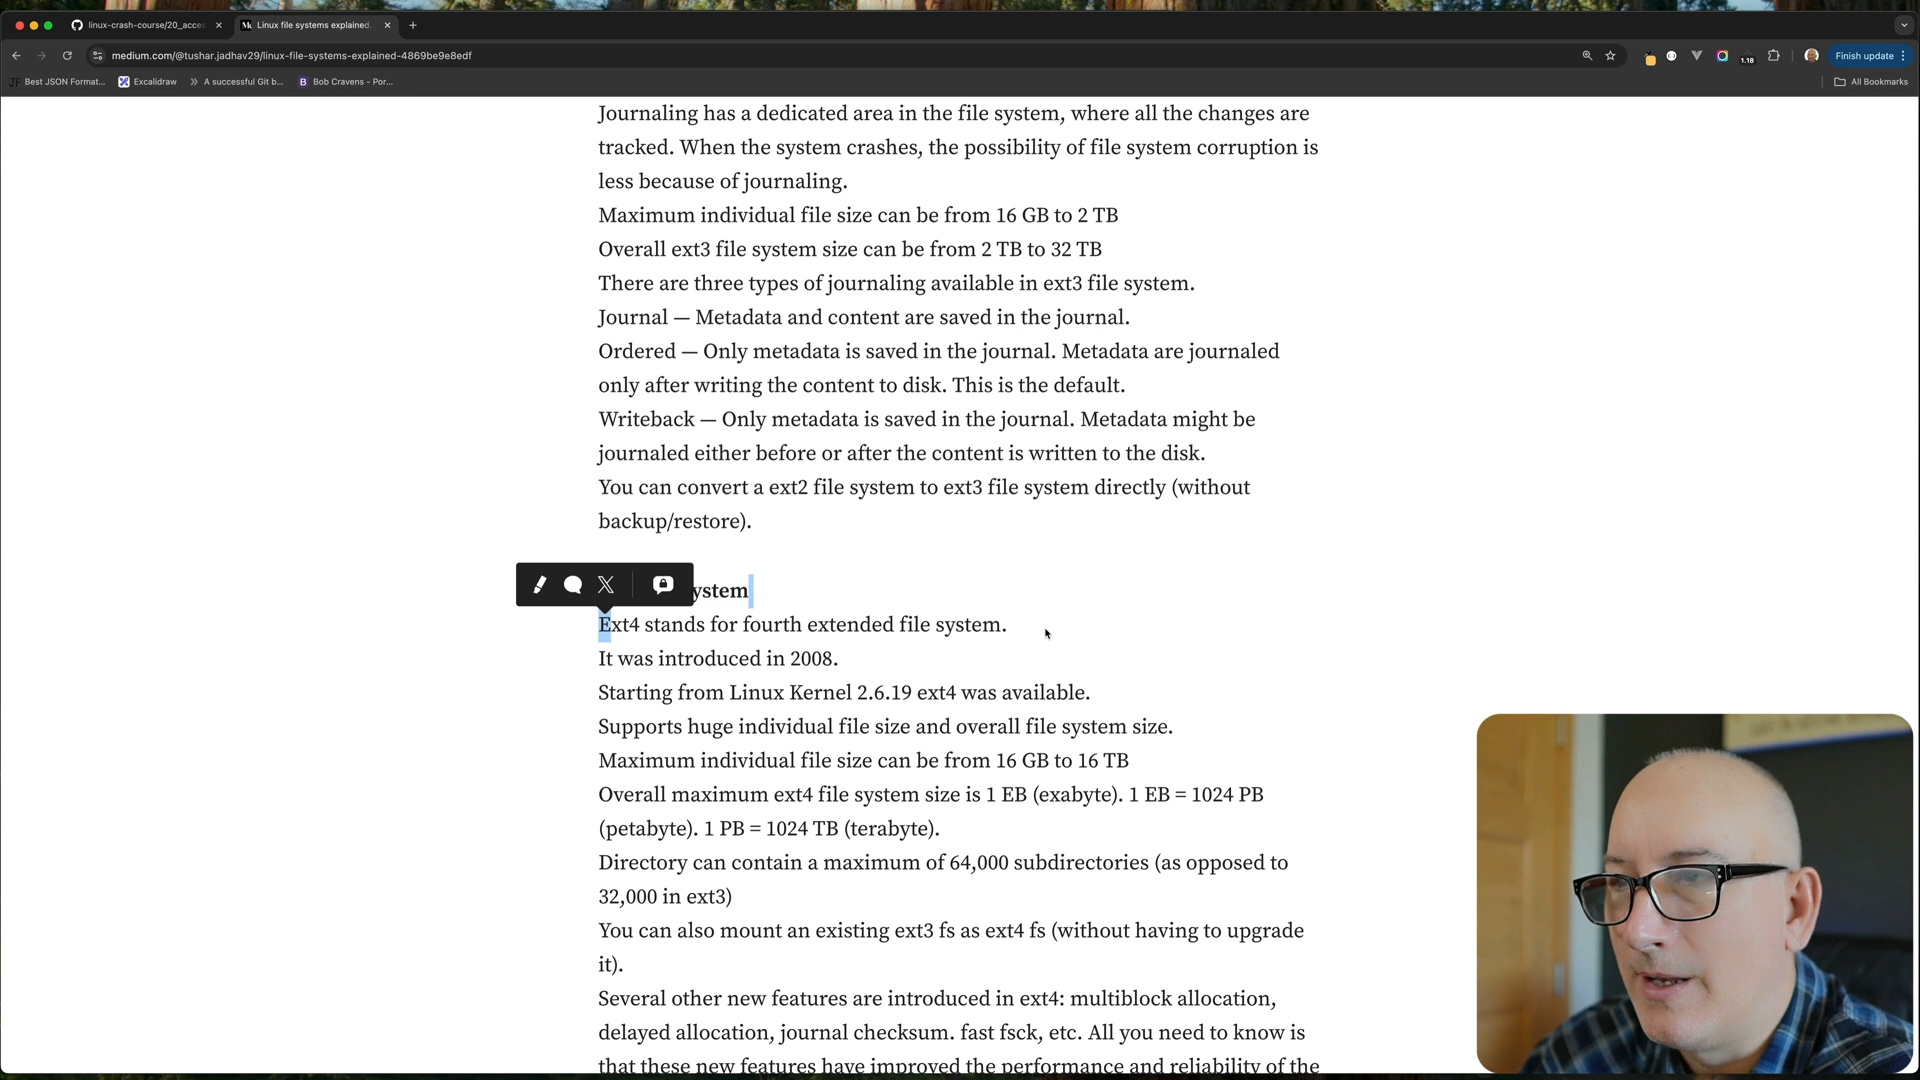 linux-crash-course/20_acces
Linux file systems explained.
medium.com/@tushar.jadhav29/linux-file-systems-explained-4869be9e8edf
1.18
Finish update
JF Best JSON Format...
Excalidraw
A successful Git b...
B Bob Cravens - Por...
All Bookmarks
Journaling has a dedicated area in the file system, where all the changes are
tracked. When the system crashes, the possibility of file system corruption is
less because of journaling.
Maximum individual file size can be from 16 GB to 2 TB
Overall ext3 file system size can be from 2 TB to 32 TB
There are three types of journaling available in ext3 file system.
Journal — Metadata and content are saved in the journal.
Ordered — Only metadata is saved in the journal. Metadata are journaled
only after writing the content to disk. This is the default.
Writeback — Only metadata is saved in the journal. Metadata might be
journaled either before or after the content is written to the disk.
You can convert a ext2 file system to ext3 file system directly (without
backup/restore).
ystem
Ext4 stands for fourth extended file system.
It was introduced in 2008.
Starting from Linux Kernel 2.6.19 ext4 was available.
Supports huge individual file size and overall file system size.
Maximum individual file size can be from 16 GB to 16 TB
Overall maximum ext4 file system size is 1 EB (exabyte). 1 EB = 1024 PB
(petabyte). 1 PB = 1024 TB (terabyte).
Directory can contain a maximum of 64,000 subdirectories (as opposed to
32,000 in ext3)
You can also mount an existing ext3 fs as ext4 fs (without having to upgrade
it).
Several other new features are introduced in ext4: multiblock allocation,
delayed allocation, journal checksum. fast fsck, etc. All you need to know is
that these new features have improved the performance and reliability of the